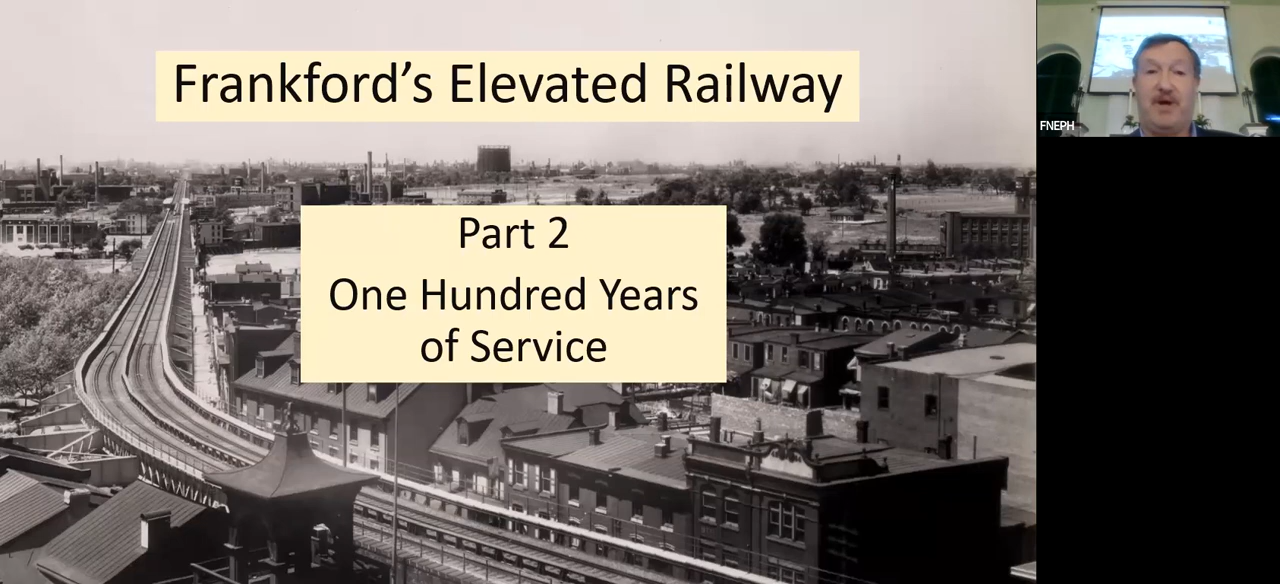 Frankford’s Elevated Railway
Part 2
One Hundred Years
of Service
FNEPH